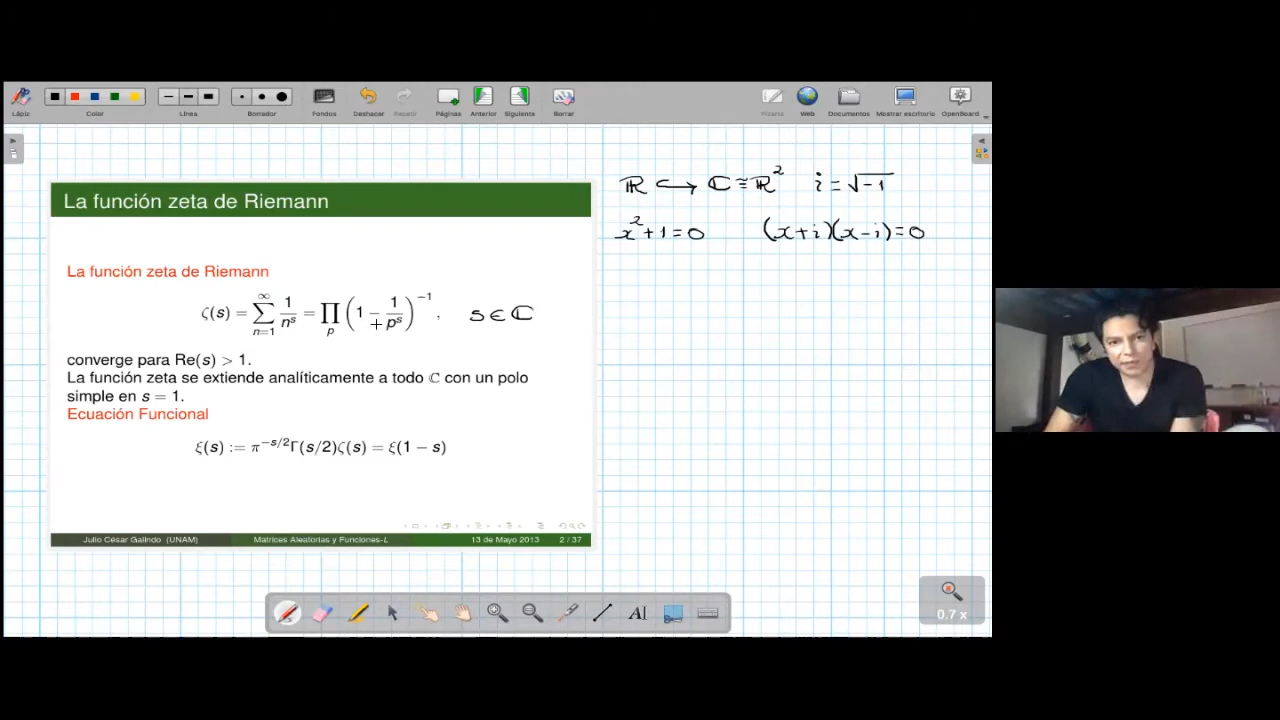 Lápiz Color Línea Borrador Fondos Deshacer Repetir Páginas Anterior Siguiente Borrar Pizarra Web Documentos Mostrar escritorio OpenBoard
La función zeta de Riemann
La función zeta de Riemann
ζ(s) = ∑_{n=1}^{∞} 1/n^s = ∏_p (1 − 1/p^s)^{−1}, s ∈ ℂ
converge para Re(s) > 1.
La función zeta se extiende analíticamente a todo ℂ con un polo
simple en s = 1.
Ecuación Funcional
ξ(s) := π^{−s/2}Γ(s/2)ζ(s) = ξ(1 − s)
Julio César Galindo (UNAM) Matrices Aleatorias y Funciones-L 13 de Mayo 2013 2 / 37
ℝ ↪ ℂ ≅ ℝ² i = √−1
x² + 1 = 0 (x + i)(x − i) = 0
AI
0.7 x